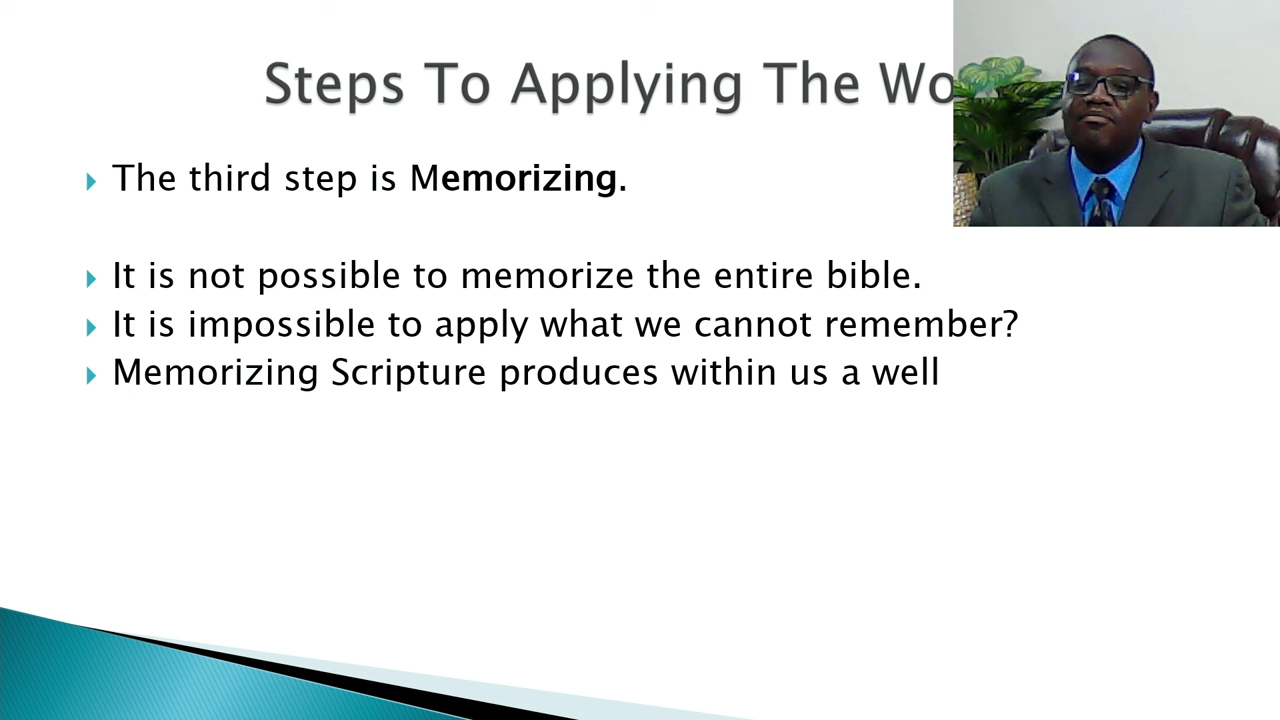 Steps To Applying The Wo
The third step is Memorizing.
It is not possible to memorize the entire bible.
It is impossible to apply what we cannot remember?
Memorizing Scripture produces within us a well